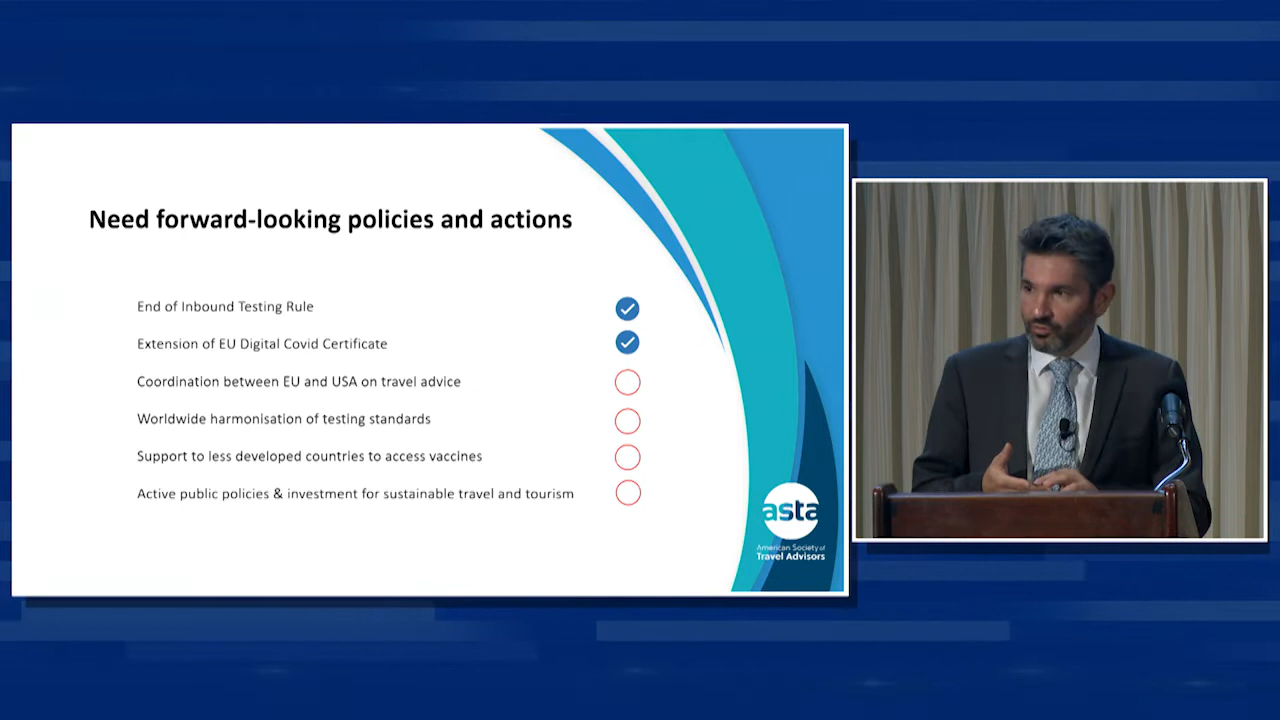 Need forward-looking policies and actions
End of Inbound Testing Rule
Extension of EU Digital Covid Certificate
Coordination between EU and USA on travel advice
Worldwide harmonisation of testing standards
Support to less developed countries to access vaccines
Active public policies & investment for sustainable travel and tourism
asta
American Society of
Travel Advisors